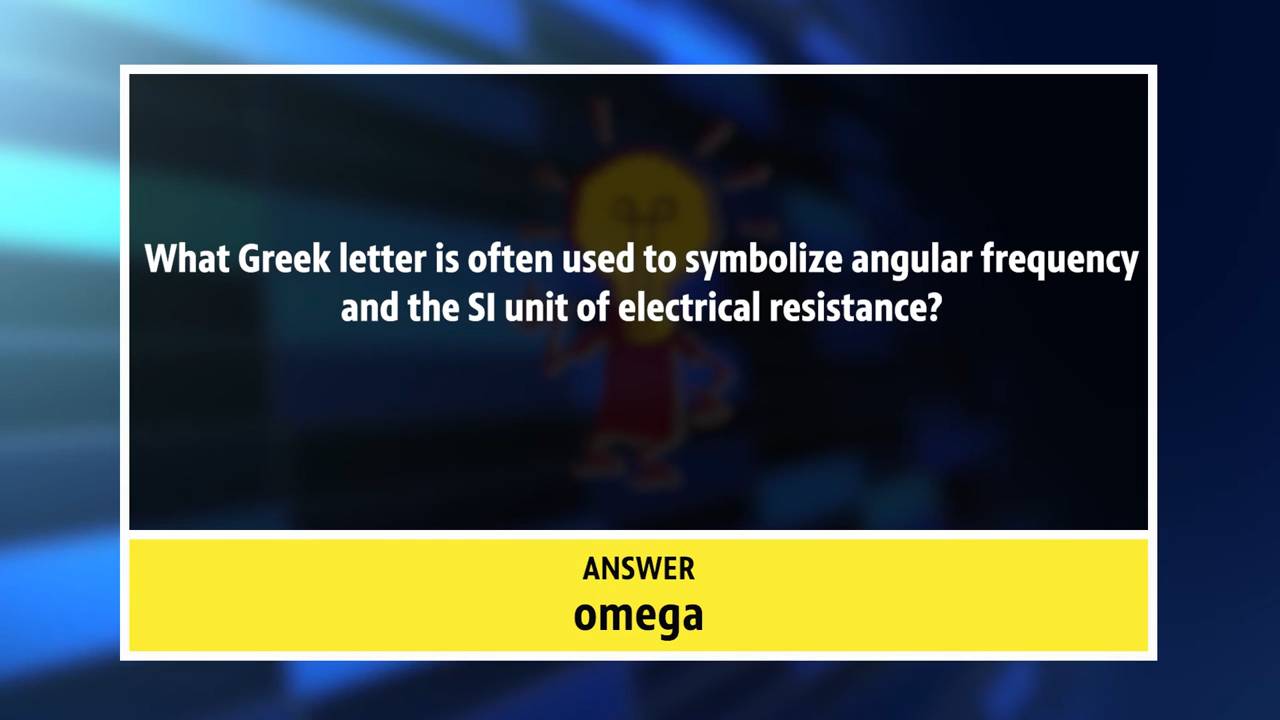 What Greek letter is often used to symbolize angular frequency
and the SI unit of electrical resistance?
ANSWER
omega